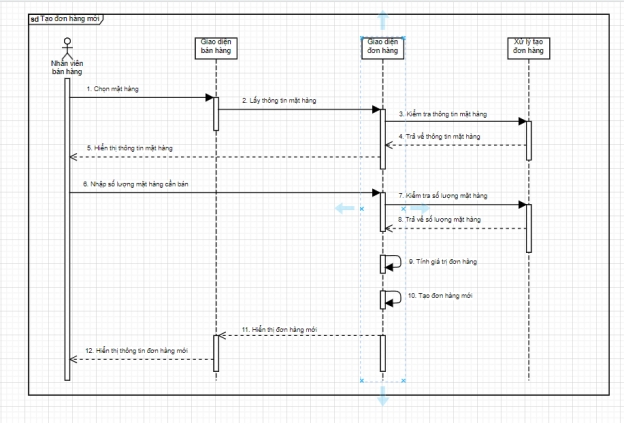 sd Tạo đơn hàng mới
Giao diện
bán hàng
Giao diện
đơn hàng
Xử lý tạo
đơn hàng
Nhân viên
bán hàng
1. Chọn mặt hàng
2. Lấy thông tin mặt hàng
3. Kiểm tra thông tin mặt hàng
4. Trả về thông tin mặt hàng
5. Hiển thị thông tin mặt hàng
6. Nhập số lượng mặt hàng cần bán
7. Kiểm tra số lượng mặt hàng
8. Trả về số lượng mặt hàng
9. Tính giá trị đơn hàng
10. Tạo đơn hàng mới
11. Hiển thị đơn hàng mới
12. Hiển thị thông tin đơn hàng mới